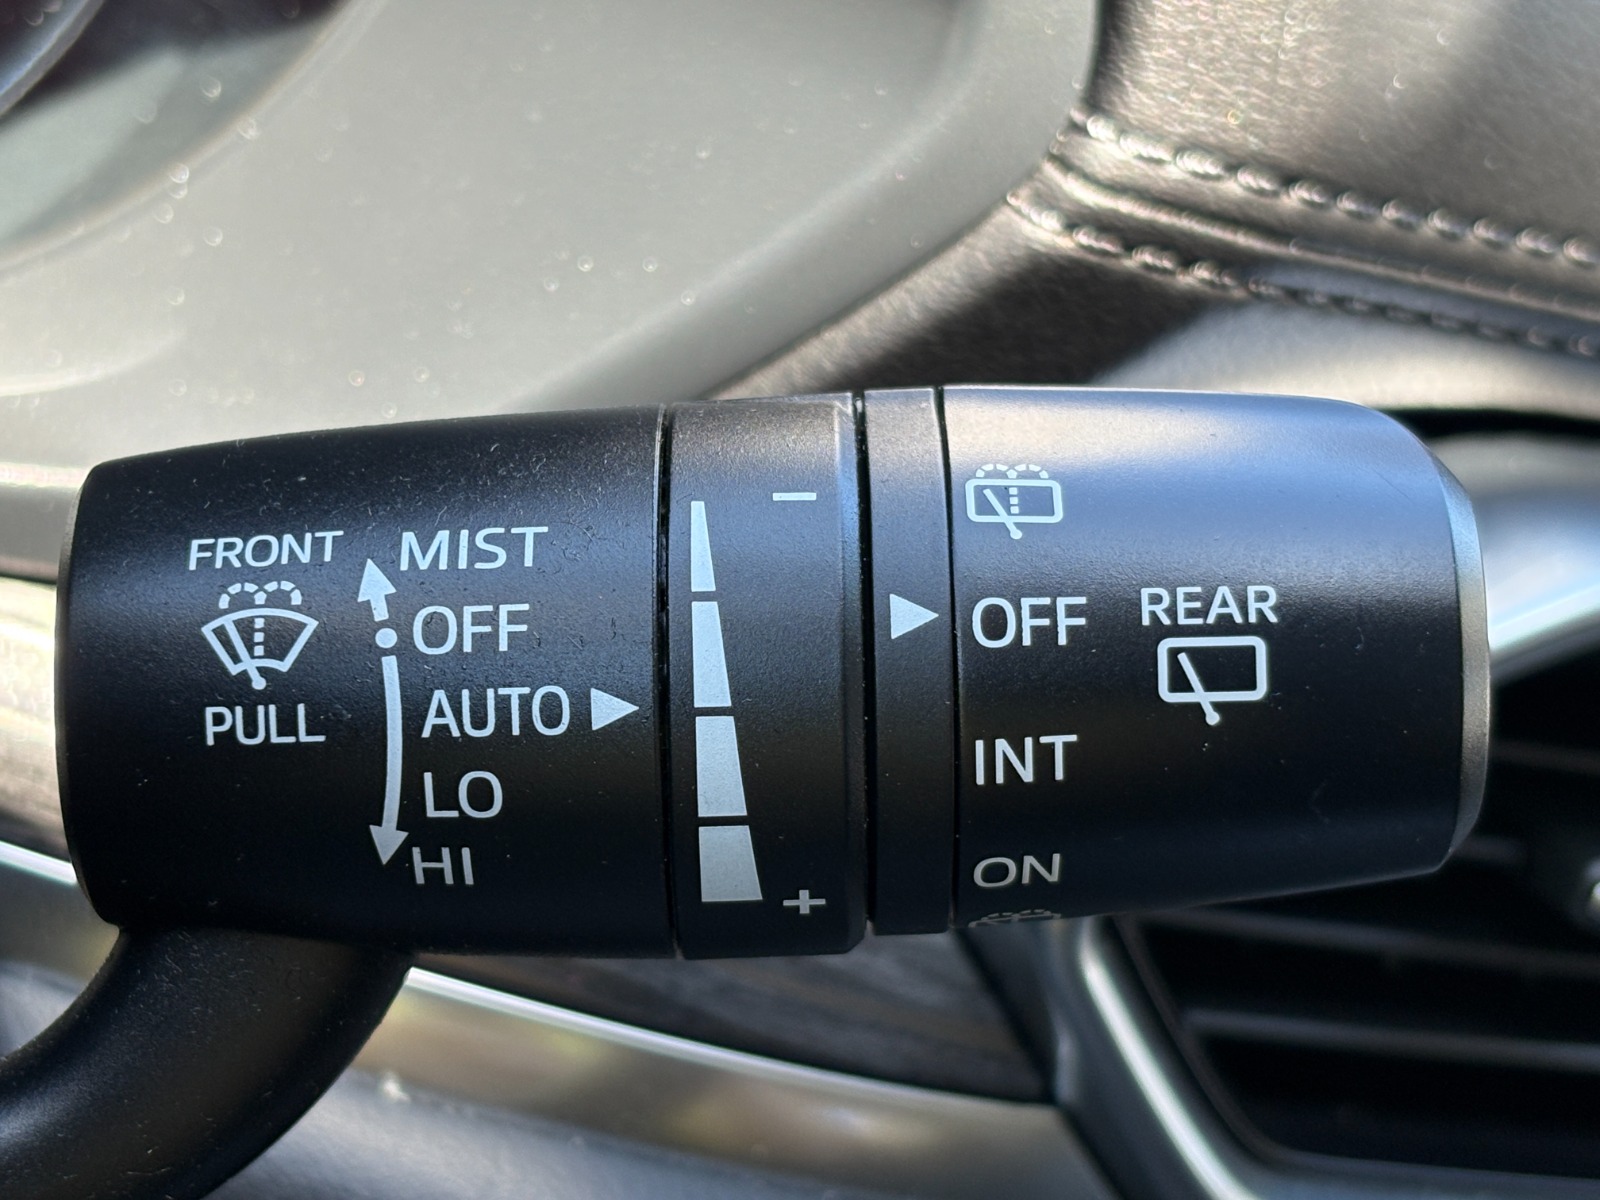 FRONT
PULL
MIST
OFF
AUTO
LO
HI
−
+
OFF
INT
ON
REAR